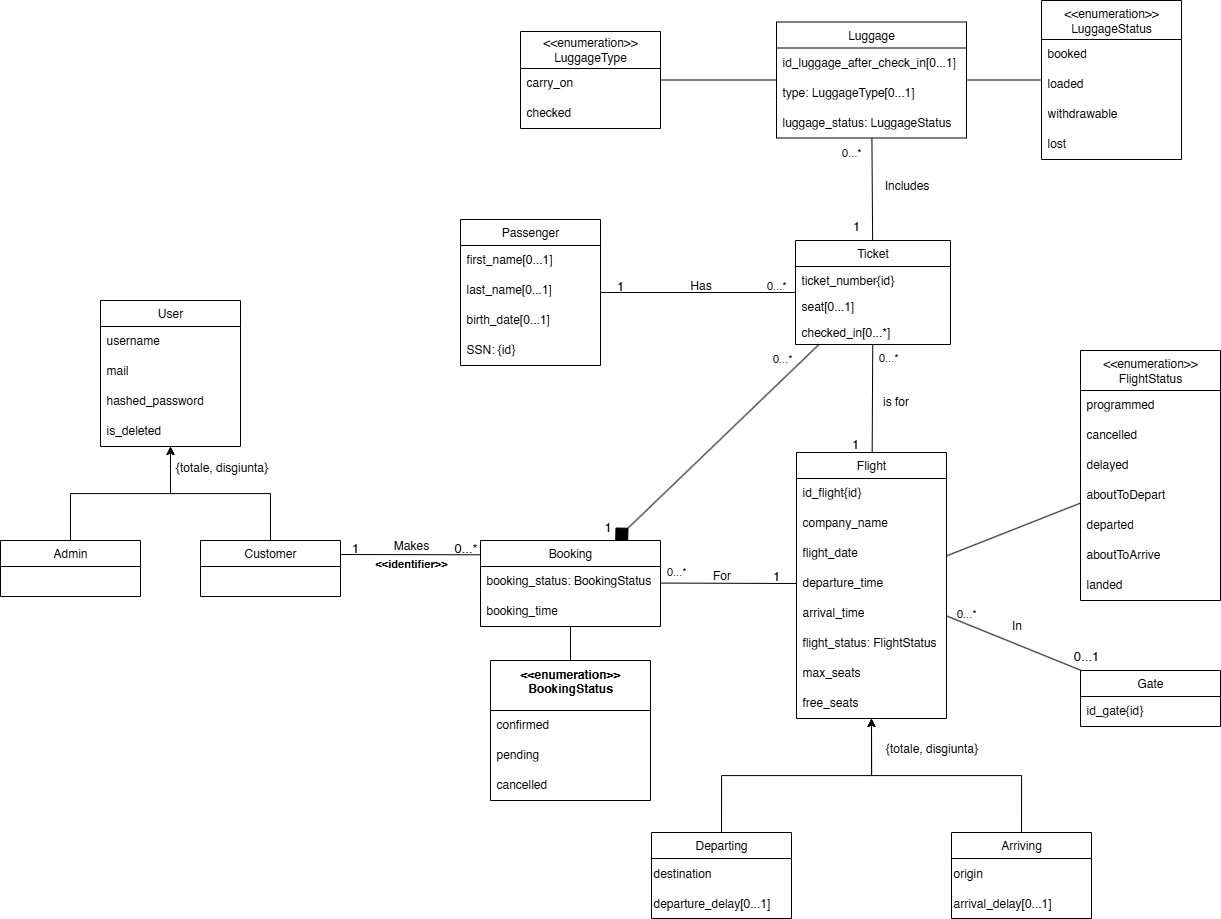 <<enumeration>>
LuggageType
carry_on
checked
Luggage
id_luggage_after_check_in[0...1]
type: LuggageType[0...1]
luggage_status: LuggageStatus
<<enumeration>>
LuggageStatus
booked
loaded
withdrawable
lost
0...*
Includes
1
Passenger
first_name[0...1]
last_name[0...1]
birth_date[0...1]
SSN: {id}
1
Has
0...*
Ticket
ticket_number{id}
seat[0...1]
checked_in[0...*]
User
username
mail
hashed_password
is_deleted
{totale, disgiunta}
0...*
0...*
is for
1
1
<<enumeration>>
FlightStatus
programmed
cancelled
delayed
aboutToDepart
departed
aboutToArrive
landed
Admin
Customer
1
Makes
0...*
<<identifier>>
Booking
booking_status: BookingStatus
booking_time
0...*
For
1
Flight
id_flight{id}
company_name
flight_date
departure_time
arrival_time
flight_status: FlightStatus
max_seats
free_seats
0...*
In
0...1
Gate
id_gate{id}
<<enumeration>>
BookingStatus
confirmed
pending
cancelled
{totale, disgiunta}
Departing
destination
departure_delay[0...1]
Arriving
origin
arrival_delay[0...1]